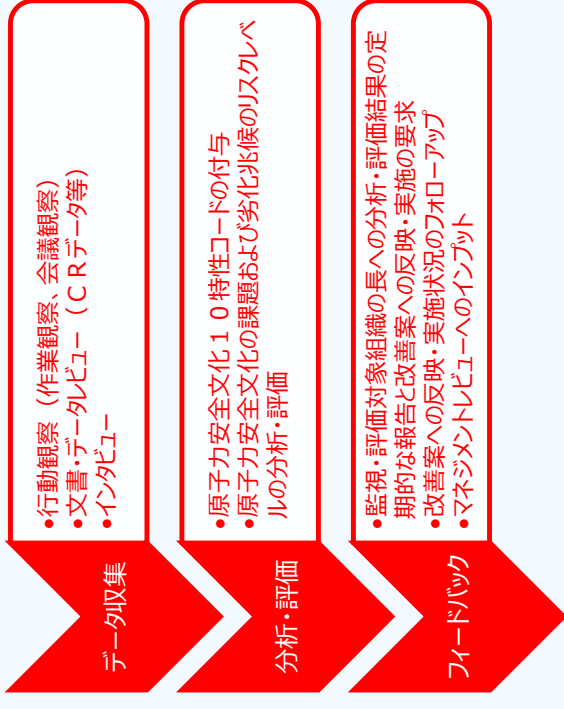 データ収集
•行動観察（作業観察、会議観察）
•文書・データレビュー（ＣＲデータ等）
•インタビュー
分析・評価
•原子力安全文化１０特性コードの付与
•原子力安全文化の課題および劣化兆候のリスクレベ
ルの分析・評価
フィードバック
•監視・評価対象組織の長への分析・評価結果の定
期的な報告と改善案への反映・実施の要求
•改善案への反映・実施状況のフォローアップ
•マネジメントレビューへのインプット